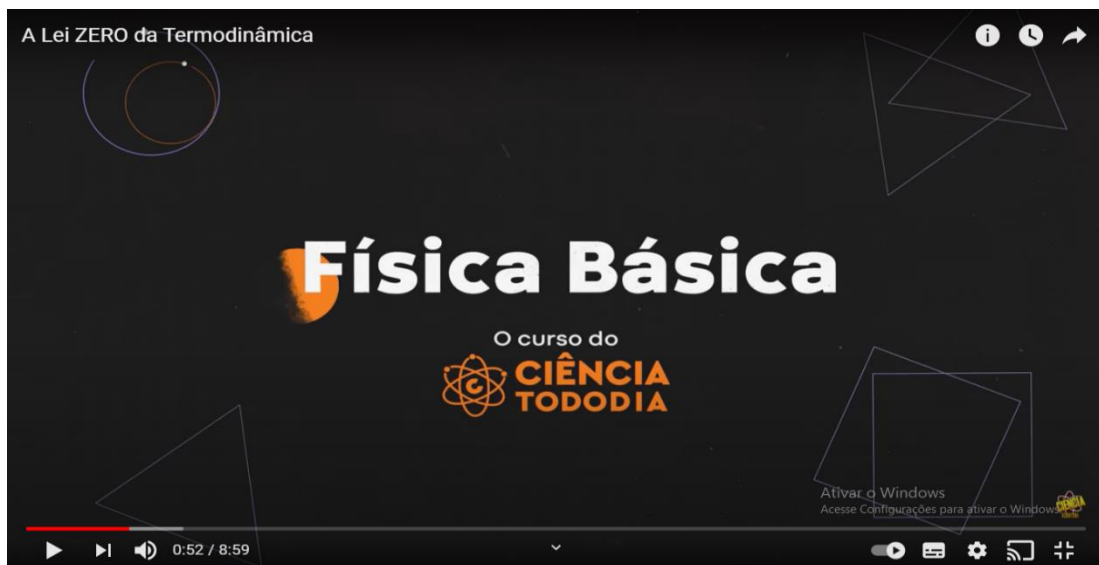 A Lei ZERO da Termodinâmica
Física Básica
O curso do
CIÊNCIA
TODODIA
Ativar o Windows
Acesse Configurações para ativar o Windows
CIÊNCIA
0:52 / 8:59